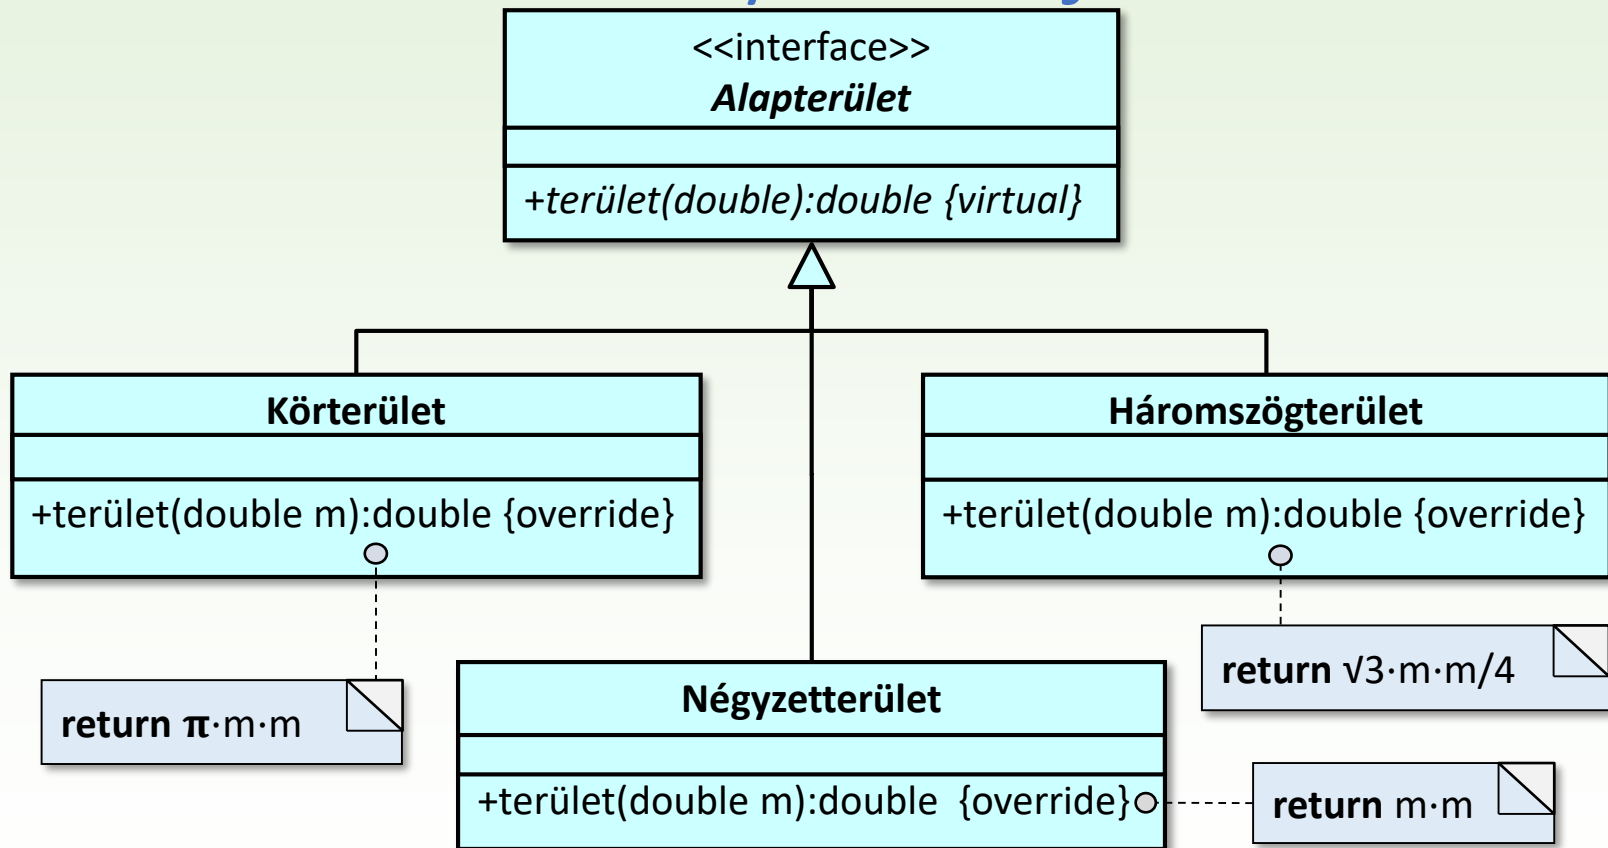 <<interface>>
Alapterület
+terület(double):double {virtual}
Körterület
+terület(double m):double {override}
Háromszögterület
+terület(double m):double {override}
return π·m·m
Négyzetterület
+terület(double m):double {override}
return √3·m·m/4
return m·m